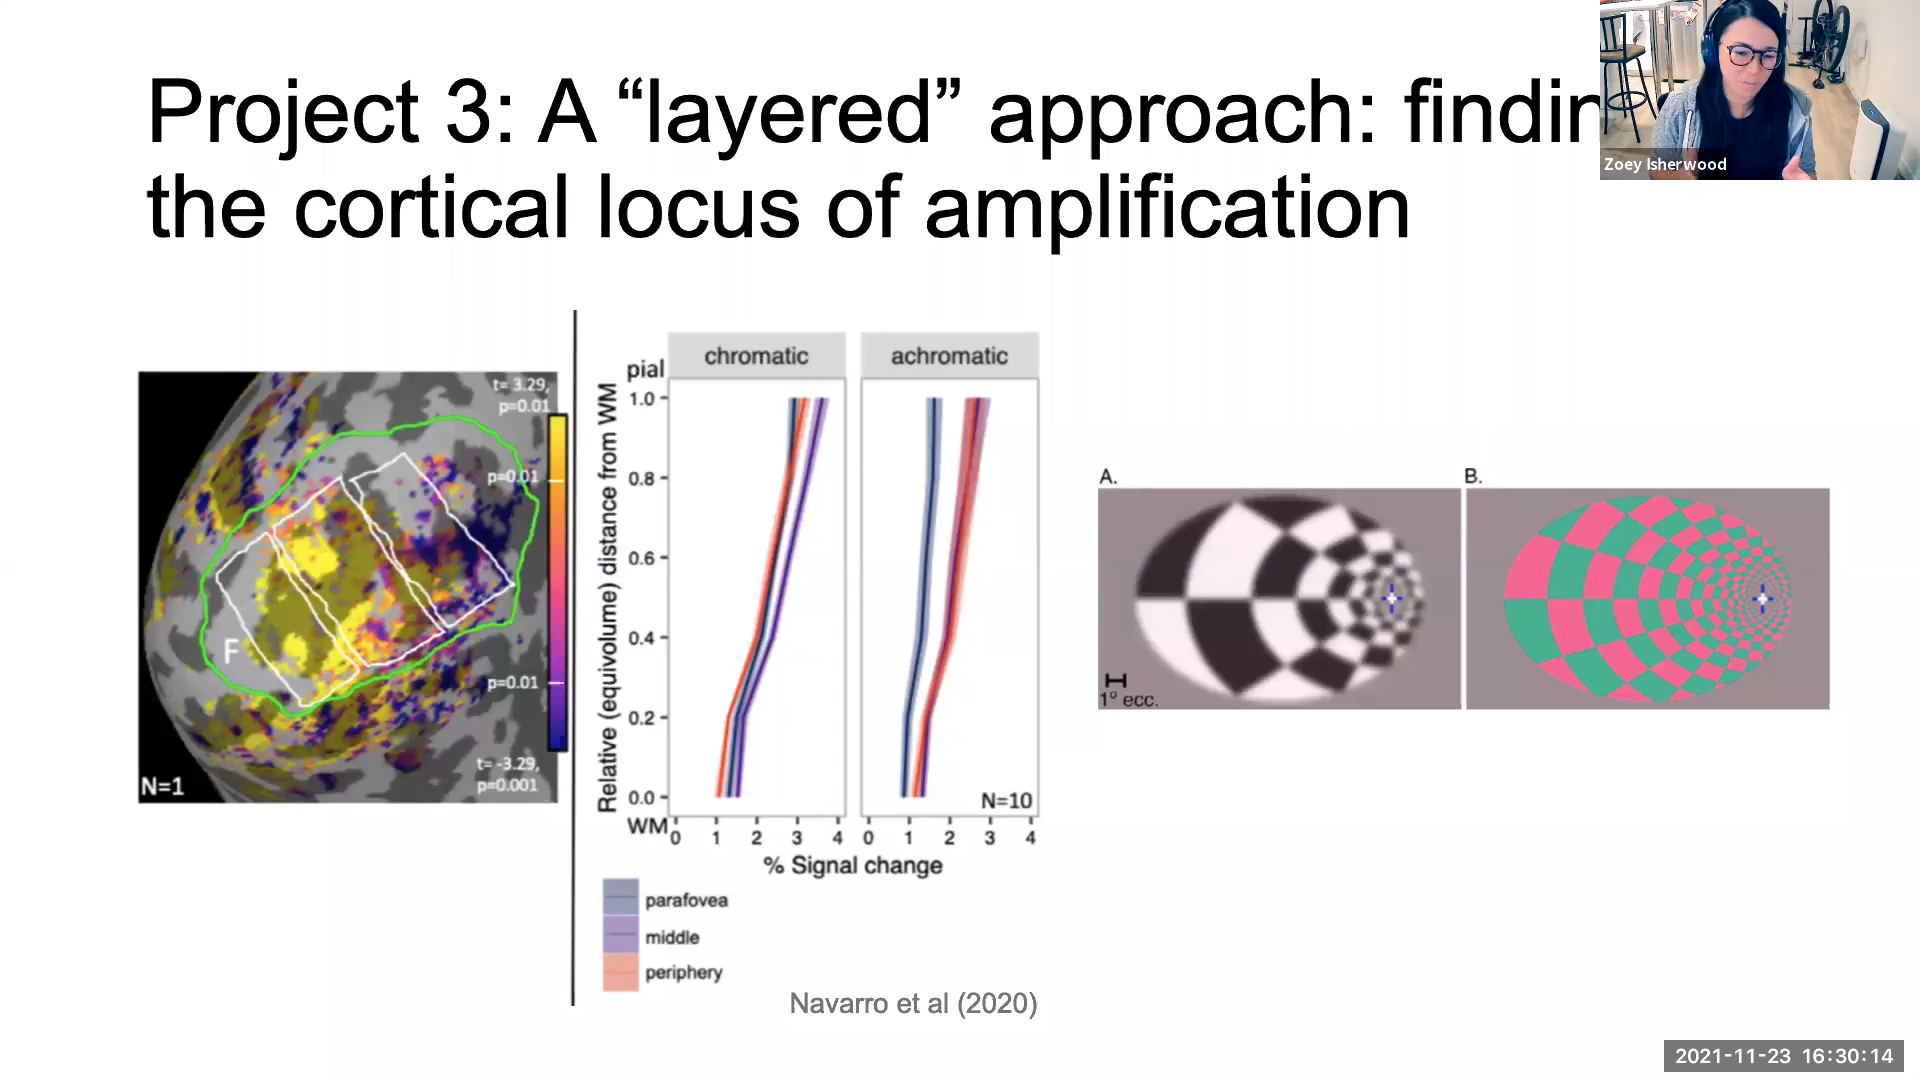 Project 3: A “layered” approach: findin
the cortical locus of amplification
Zoey Isherwood
t= 3.29,
p=0.01
p=0.01
p=0.01
t= -3.29,
p=0.001
F
N=1
chromatic
achromatic
pial
1.0
0.8
0.6
0.4
0.2
0.0
WM
Relative (equivolume) distance from WM
N=10
0 1 2 3 4
0 1 2 3 4
% Signal change
parafovea
middle
periphery
Navarro et al (2020)
A.
1° ecc.
B.
2021-11-23 16:30:14